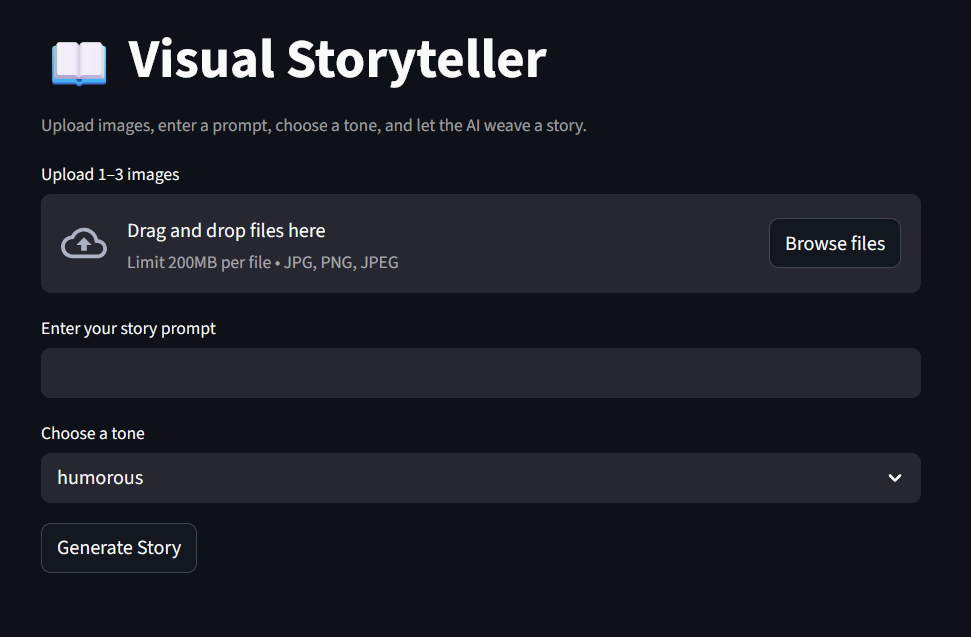 Visual Storyteller
Upload images, enter a prompt, choose a tone, and let the AI weave a story.
Upload 1–3 images
Drag and drop files here
Limit 200MB per file • JPG, PNG, JPEG
Browse files
Enter your story prompt
Choose a tone
humorous
Generate Story